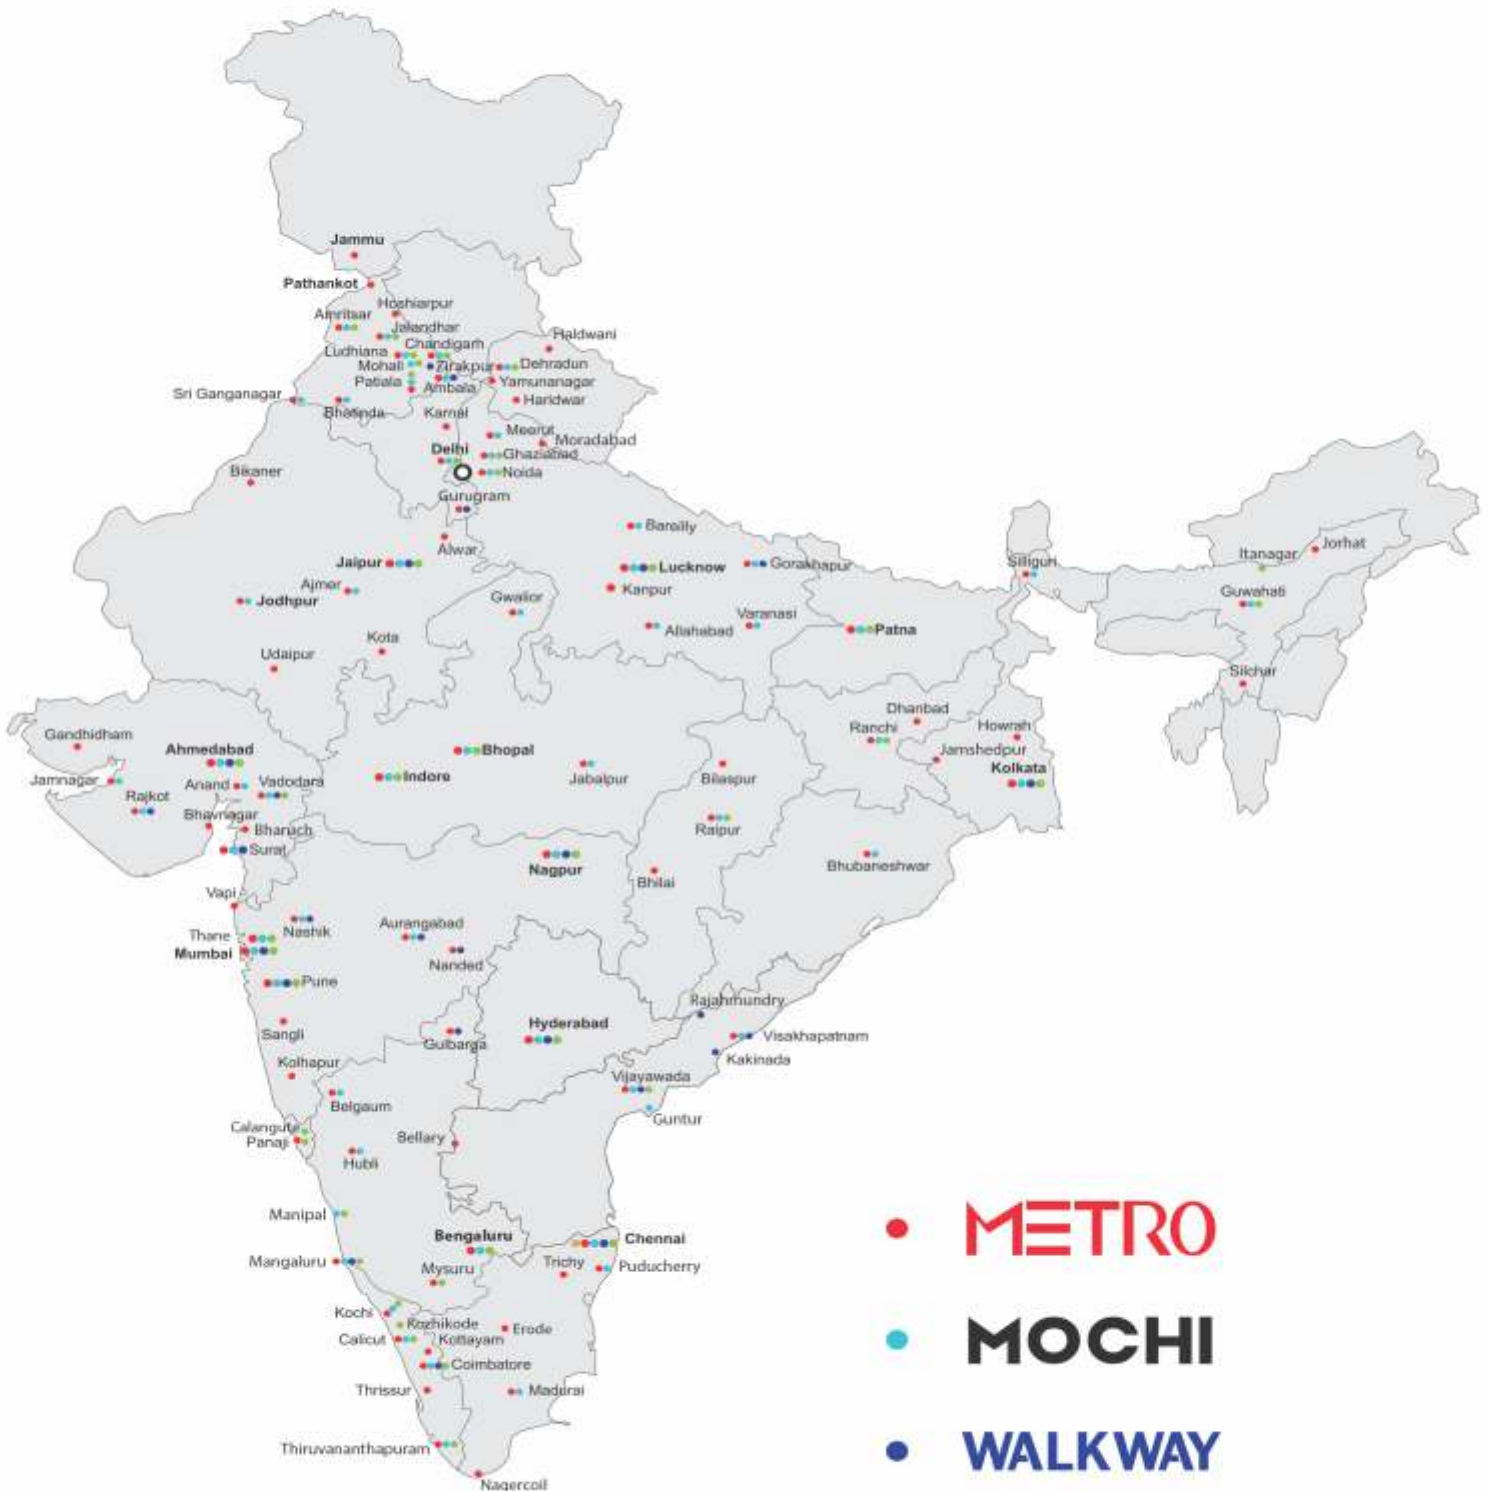 Jammu
Pathankot
Hoshiarpur
Amritsar
Jalandhar
Chandigarh
Ludhiana
Mohali
Zirakpur
Patiala
Ambala
Haldwani
Dehradun
Yamunanagar
Haridwar
Sri Ganganagar
Bhatinda
Karnal
Meerut
Moradabad
Delhi
Ghaziabad
Noida
Bikaner
Gurugram
Bareilly
Alwar
Jaipur
Lucknow
Gorakhapur
Siliguri
Itanagar
Jorhat
Ajmer
Kanpur
Guwahati
Jodhpur
Gwalior
Varanasi
Allahabad
Patna
Kota
Udaipur
Silchar
Dhanbad
Ranchi
Howrah
Gandhidham
Ahmedabad
Bhopal
Jamshedpur
Kolkata
Jamnagar
Anand
Vadodara
Indore
Jabalpur
Bilaspur
Rajkot
Bhavnagar
Bharuch
Raipur
Surat
Nagpur
Bhilai
Bhubaneshwar
Vapi
Nashik
Aurangabad
Thane
Mumbai
Nanded
Pune
Rajahmundry
Sangli
Gulbarga
Hyderabad
Visakhapatnam
Kakinada
Kolhapur
Vijayawada
Belgaum
Guntur
Calangute
Panaji
Bellary
Hubli
Manipal
Bengaluru
Chennai
Mangaluru
Mysuru
Trichy
Puducherry
Kochi
Kozhikode
Erode
Calicut
Kottayam
Coimbatore
Thrissur
Madurai
Thiruvananthapuram
Nagercoil
METRO
MOCHI
WALKWAY